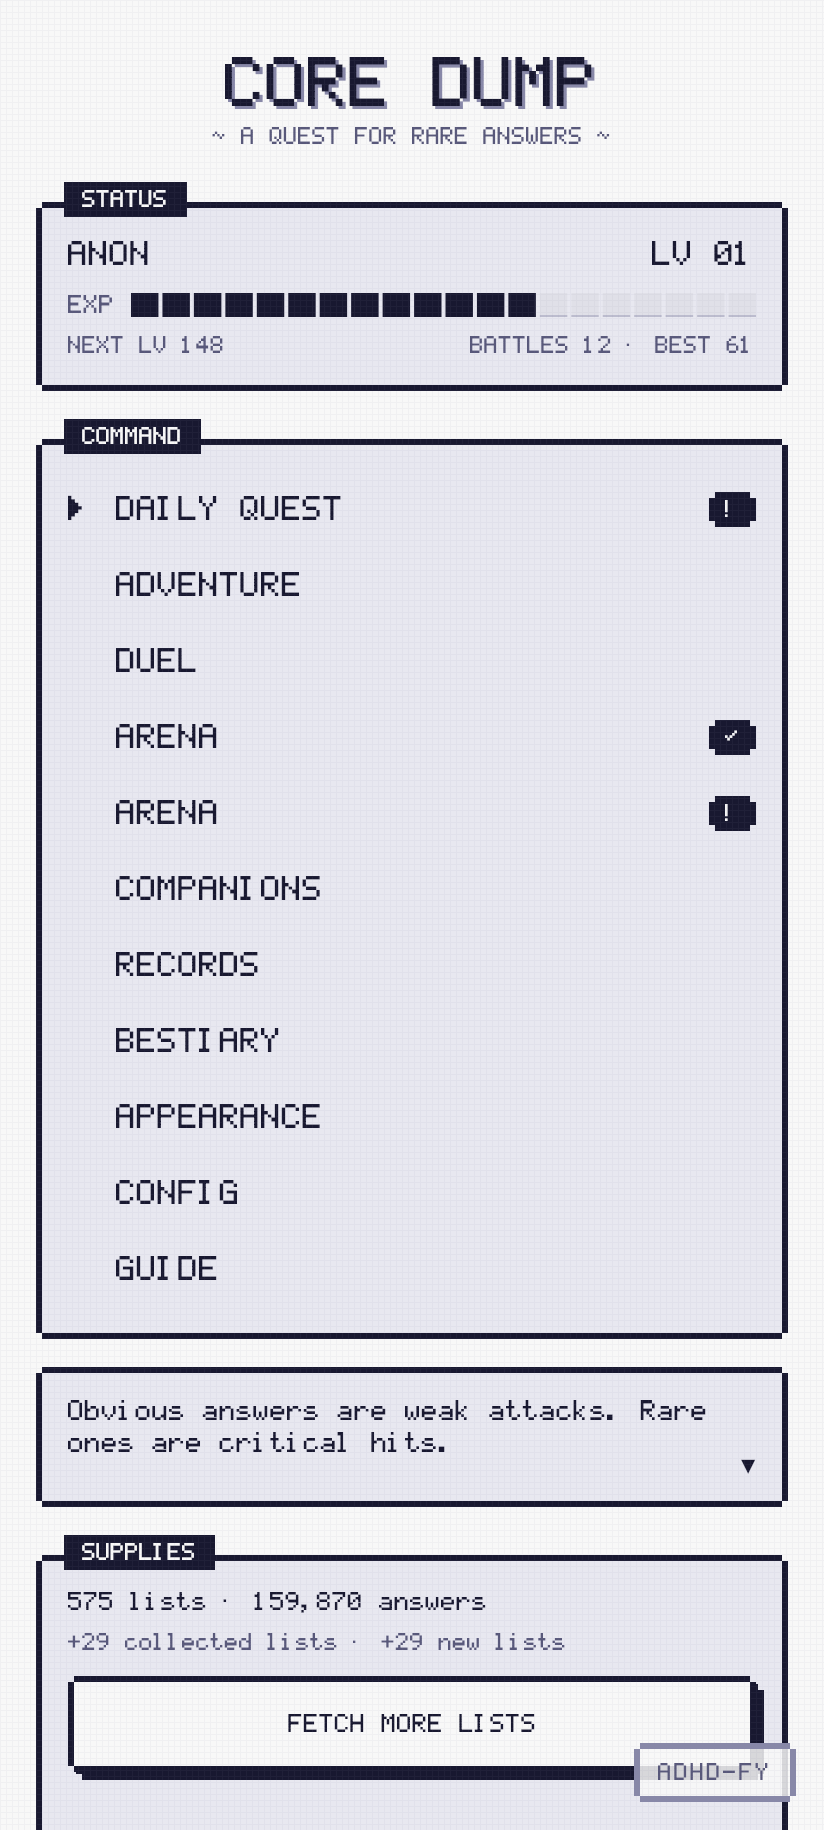 CORE DUMP
~ A QUEST FOR RARE ANSWERS ~
STATUS
ANON LV 01
EXP
NEXT LV 148 BATTLES 12 · BEST 61
COMMAND
▶ DAILY QUEST !
ADVENTURE
DUEL
ARENA ✓
ARENA !
COMPANIONS
RECORDS
BESTIARY
APPEARANCE
CONFIG
GUIDE
Obvious answers are weak attacks. Rare
ones are critical hits.
▼
SUPPLIES
575 lists · 159,870 answers
+29 collected lists · +29 new lists
FETCH MORE LISTS
ADHD-FY